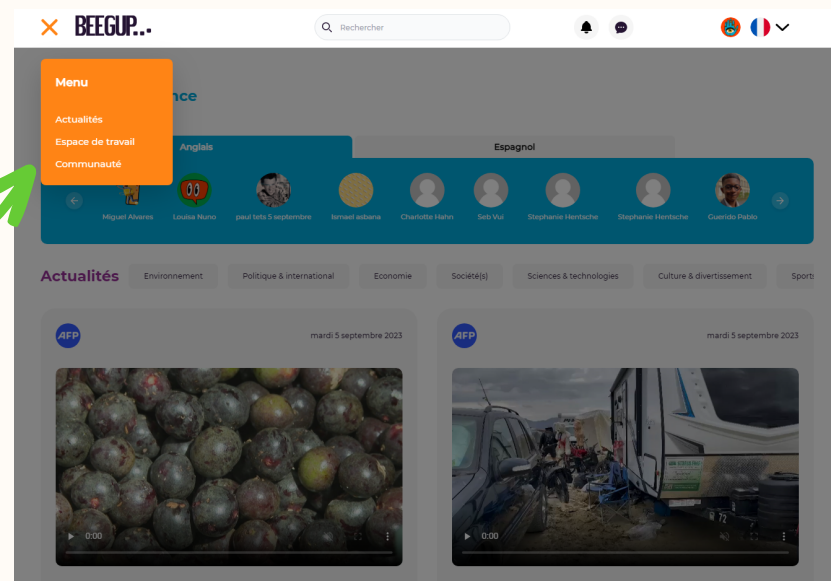 BEEGUP...
Rechercher
Menu
nce
Actualités
Espace de travail
Communauté
Anglais
Espagnol
Miguel Alvares
Louisa Nuno
paul tets 5 septembre
Ismael asbana
Charlotte Hahn
Seb Vui
Stephanie Hentsche
Stephanie Hentsche
Guerido Pablo
Actualités
Environnement
Politique & international
Economie
Société(s)
Sciences & technologies
Culture & divertissement
Sports
AFP
mardi 5 septembre 2023
AFP
mardi 5 septembre 2023
0:00
0:00